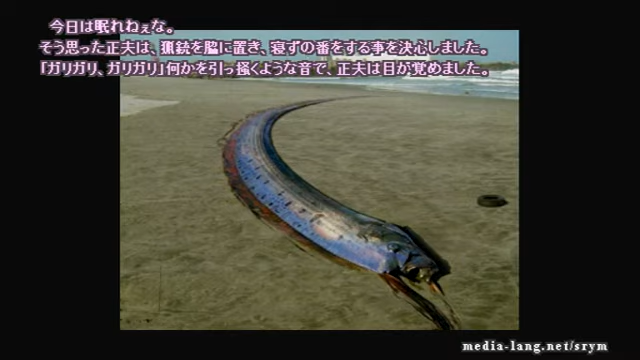 今日は眠れねぇな。
そう思った正夫は、猟銃を脇に置き、寝ずの番をする事を決心しました。
「ガリガリ、ガリガリ」何かを引っ掻くような音で、正夫は目が覚めました。
media-lang.net/srym